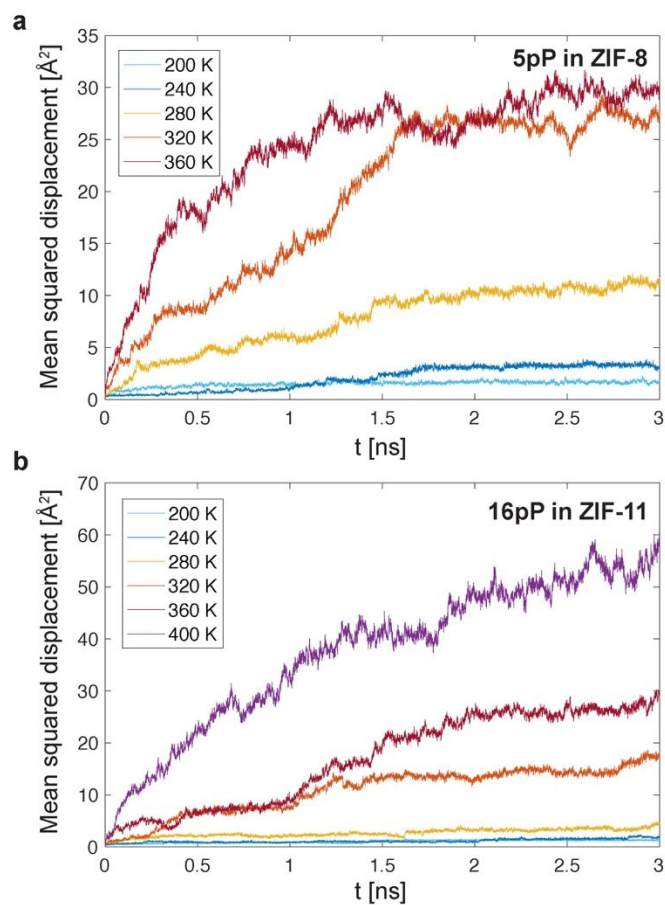 a
5pP in ZIF-8
200 K
240 K
280 K
320 K
360 K
Mean squared displacement [Å²]
35
30
25
20
15
10
5
0
0 0.5 1 1.5 2 2.5 3
t [ns]
b
16pP in ZIF-11
200 K
240 K
280 K
320 K
360 K
400 K
Mean squared displacement [Å²]
70
60
50
40
30
20
10
0
0 0.5 1 1.5 2 2.5 3
t [ns]